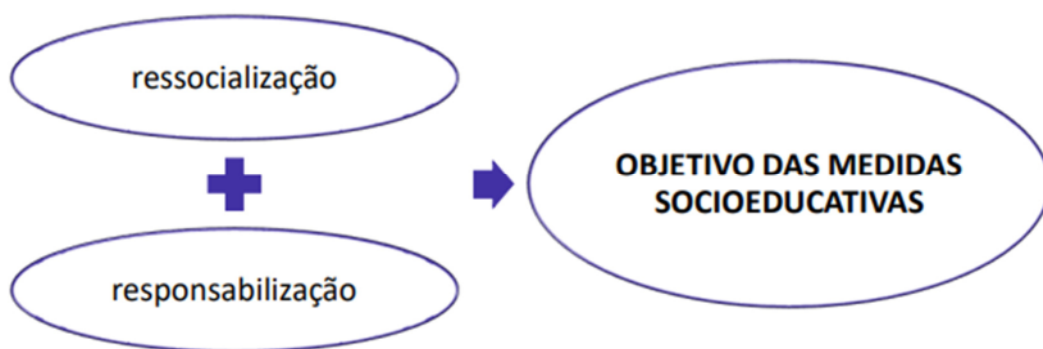 ressocialização
responsabilização
OBJETIVO DAS MEDIDAS
SOCIOEDUCATIVAS